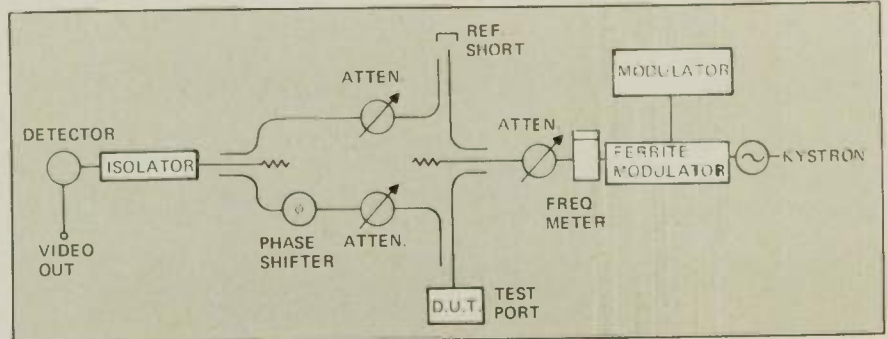 REF
SHORT
MODULATOR
ATTEN.
ATTEN.
DETECTOR
ISOLATOR
FERRITE
MODULATOR
KYSTRON
FREQ
METER
PHASE
SHIFTER
ATTEN.
VIDEO
OUT
D.U.T.
TEST
PORT